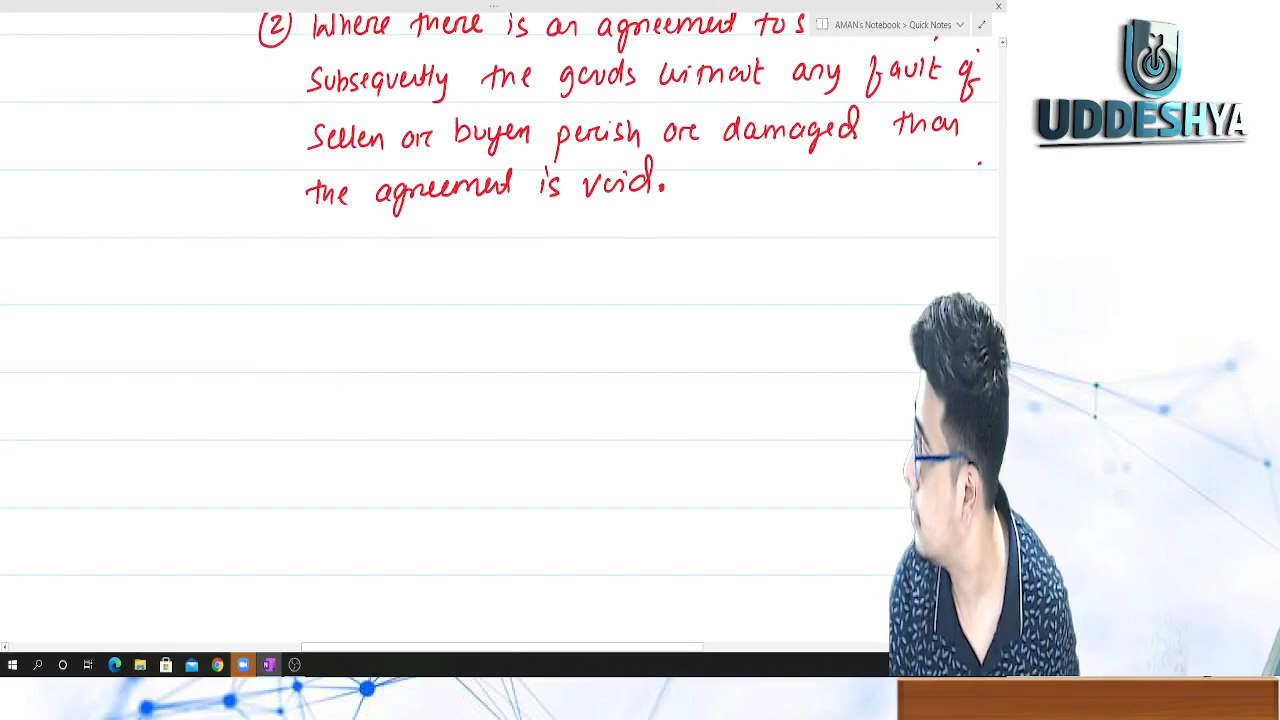 ② Where there is an agreement to s
AMAN's Notebook > Quick Notes
Subsequently the goods without any fault of
Seller or buyer perish or damaged than
the agreement is void.
UDDESHYA